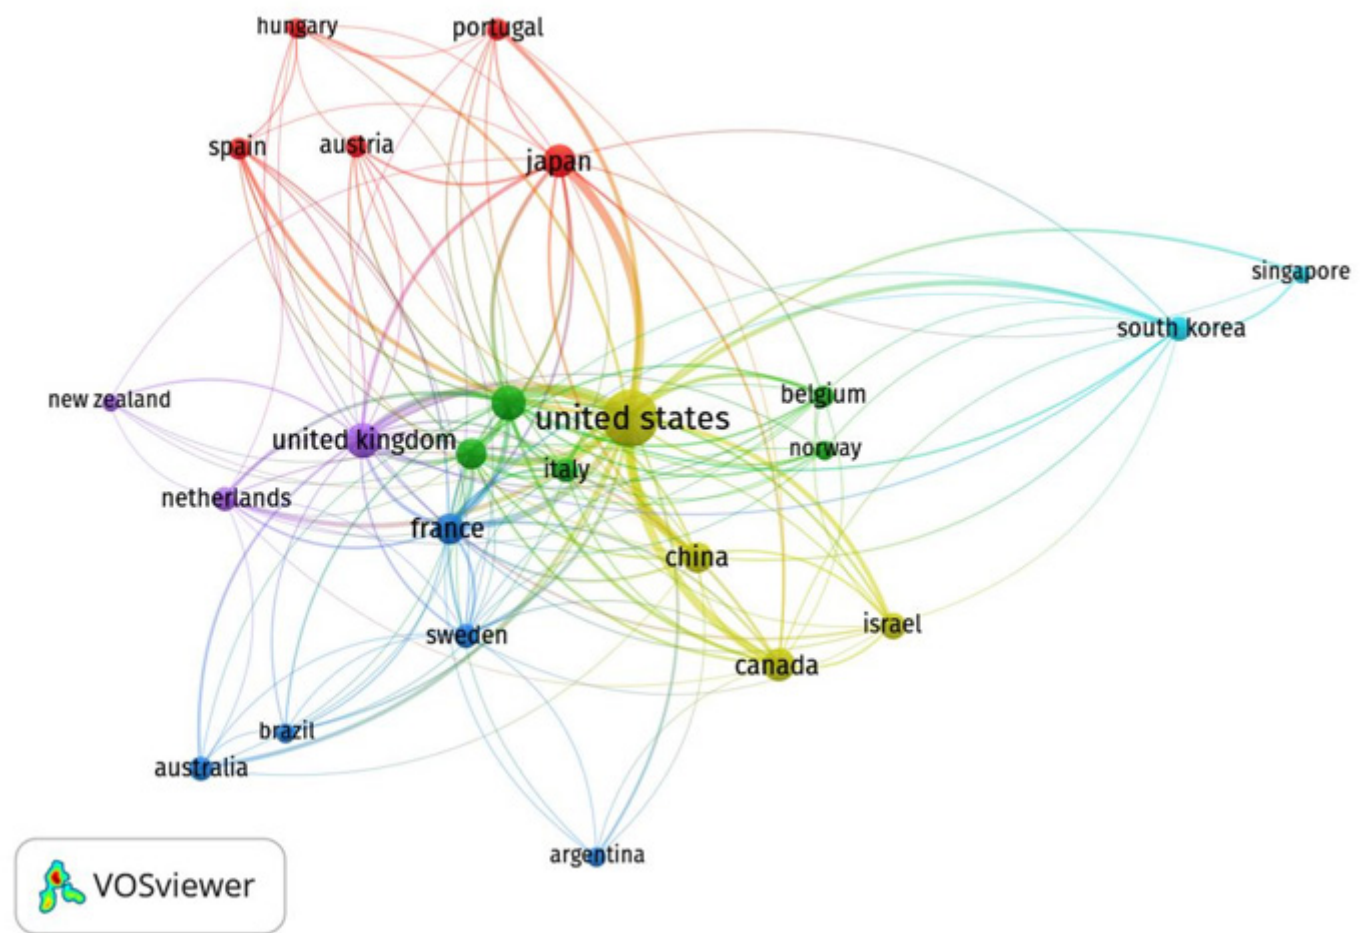 hungary
portugal
spain
austria
japan
singapore
south korea
new zealand
belgium
united states
united kingdom
norway
italy
netherlands
france
china
israel
sweden
canada
brazil
australia
argentina
VOSviewer